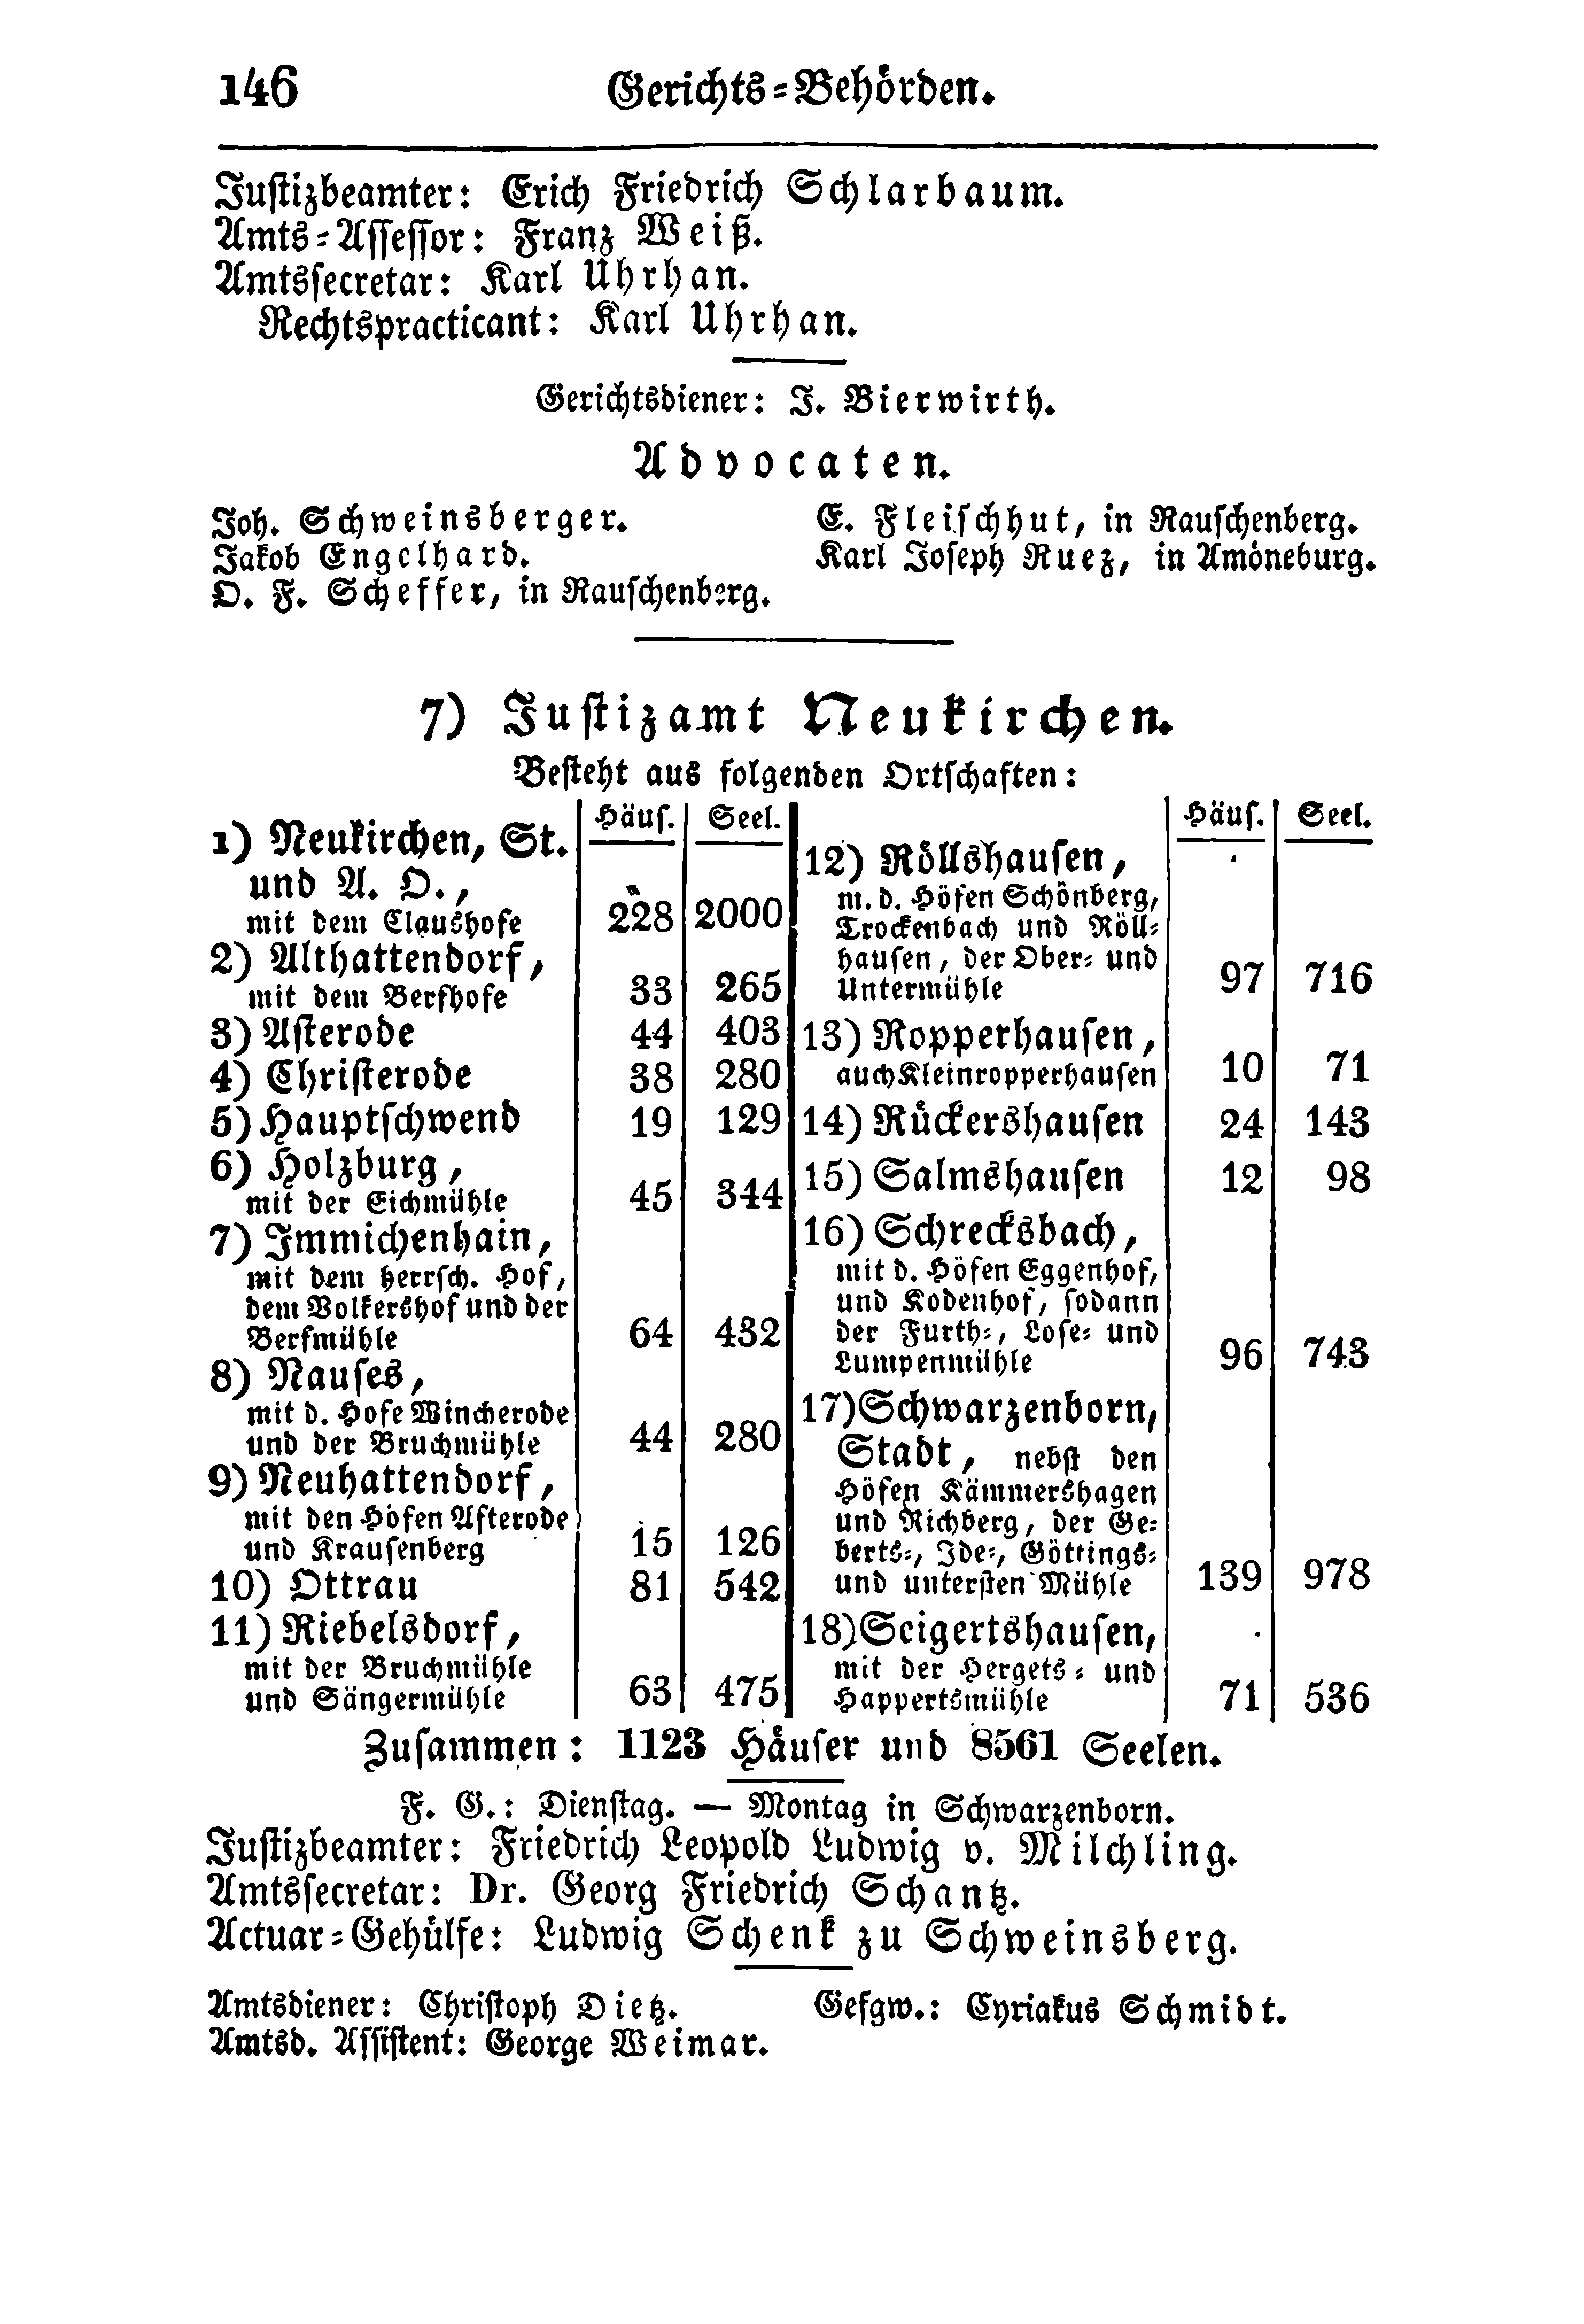 146 Gerichts=Behörden.
Justizbeamter: Erich Friedrich Schlarbaum.
Amts=Assessor: Franz Weiß.
Amtssecretar: Karl Uhrhan.
Rechtspracticant: Karl Uhrhan.
Gerichtsdiener: J. Bierwirth.
Advocaten.
Joh. Schweinsberger.
Jakob Engelhard.
D. F. Scheffer, in Rauschenberg.
E. Fleischhut, in Rauschenberg.
Karl Joseph Ruez, in Amöneburg.
7) Justizamt Neukirchen.
Besteht aus folgenden Ortschaften:
Häus. Seel.
1) Neukirchen, St.
und A. O.,
mit dem Claushofe 228 2000
2) Althattendorf,
mit dem Berfhofe 33 265
3) Asterode 44 403
4) Christerode 38 280
5) Hauptschwend 19 129
6) Holzburg,
mit der Eichmühle 45 344
7) Immichenhain,
mit dem herrsch. Hof,
dem Volkershof und der
Berfmühle 64 432
8) Nauses,
mit d. Hofe Wincherode
und der Bruchmühle 44 280
9) Neuhattendorf,
mit den Höfen Afterode
und Krausenberg 15 126
10) Ottrau 81 542
11) Riebelsdorf,
mit der Bruchmühle
und Sängermühle 63 475
Häus. Seel.
12) Röllshausen,
m. d. Höfen Schönberg,
Trockenbach und Röll=
hausen, der Ober= und
Untermühle 97 716
13) Ropperhausen,
auch Kleinropperhausen 10 71
14) Rückershausen 24 143
15) Salmshausen 12 98
16) Schrecksbach,
mit d. Höfen Eggenhof,
und Kodenhof, sodann
der Furth=, Lose= und
Lumpenmühle 96 743
17) Schwarzenborn,
Stadt, nebst den
Höfen Kämmershagen
und Richberg, der Ge=
berts=, Ide=, Göttings=
und untersten Mühle 139 978
18) Seigertshausen,
mit der Hergets= und
Happertsmühle 71 536
Zusammen: 1123 Häuser und 8561 Seelen.
F. G.: Dienstag. — Montag in Schwarzenborn.
Justizbeamter: Friedrich Leopold Ludwig v. Milchling.
Amtssecretar: Dr. Georg Friedrich Schantz.
Actuar=Gehülfe: Ludwig Schenk zu Schweinsberg.
Amtsdiener: Christoph Dietz. Gefgw.: Cyriakus Schmidt.
Amtsd. Assistent: George Weimar.